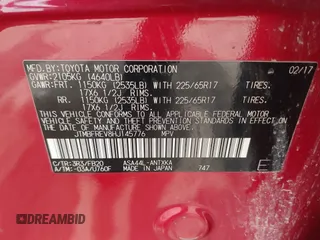 MFD.BY:TOYOTA MOTOR CORPORATION 02/17
GVWR:2105KG (4640LB)
GAWR:FRT. 1150KG (2535LB) WITH 225/65R17 TIRES,
17X6 1/2J RIMS,
RR. 1150KG (2535LB) WITH 225/65R17 TIRES,
17X6 1/2J RIMS,
THIS VEHICLE CONFORMS TO ALL APPLICABLE FEDERAL MOTOR
VEHICLE SAFETY, BUMPER, AND THEFT PREVENTION
STANDARDS IN EFFECT ON THE DATE OF MANUFACTURE
SHOWN ABOVE.
MPV
C/TR:3R3/FB20 ASA44L-ANTXKA
A/TM:-03A/U760F MADE IN JAPAN 747 E
DREAMBID